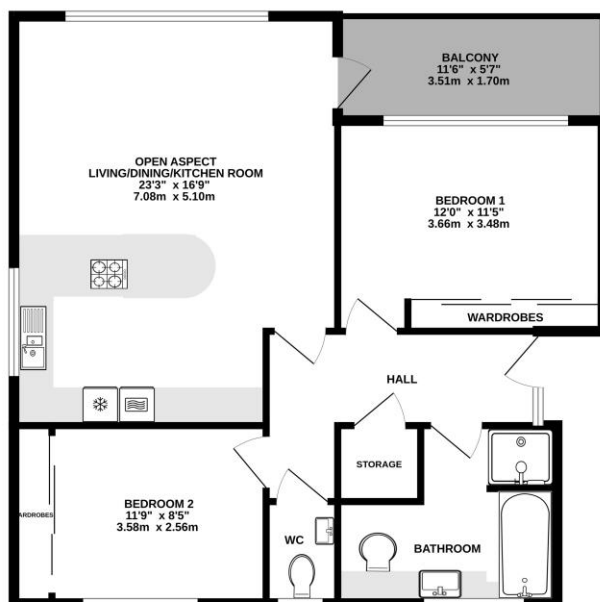 BALCONY
11'6" x 5'7"
3.51m x 1.70m
OPEN ASPECT
LIVING/DINING/KITCHEN ROOM
23'3" x 16'9"
7.08m x 5.10m
BEDROOM 1
12'0" x 11'5"
3.66m x 3.48m
WARDROBES
HALL
STORAGE
WARDROBES
BEDROOM 2
11'9" x 8'5"
3.58m x 2.56m
WC
BATHROOM